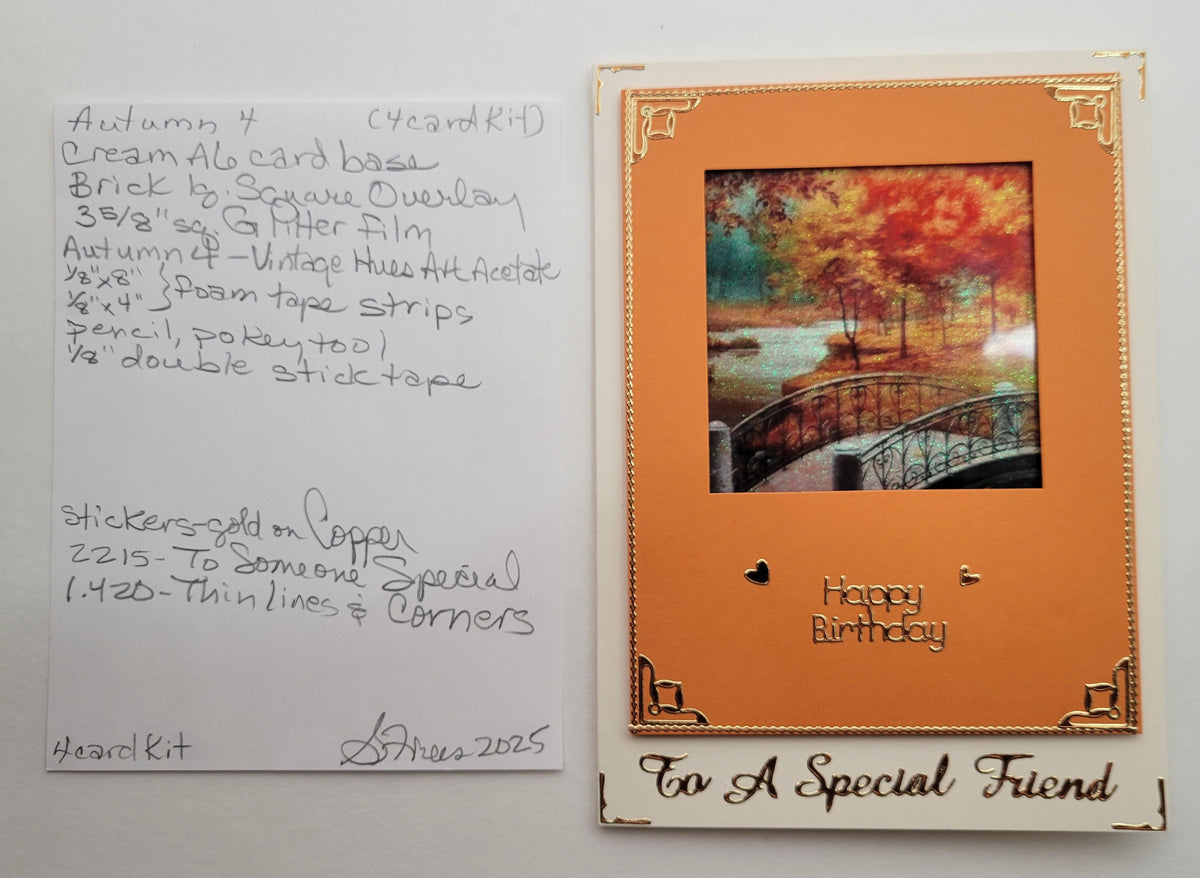 Autumn 4 (4 card Kit)
Cream A6 card base
Brick lg. Square Overlay
3 5/8" sq. Glitter Film
Autumn 4 - Vintage Hues Art Acetate
1/8" x 8" } foam tape strips
1/8" x 4"
pencil, pokey tool
1/8" double stick tape
stickers - gold on Copper
2215 - To Someone Special
1.420 - Thin Lines & Corners
4 card Kit
2025
Happy
Birthday
To A Special Friend